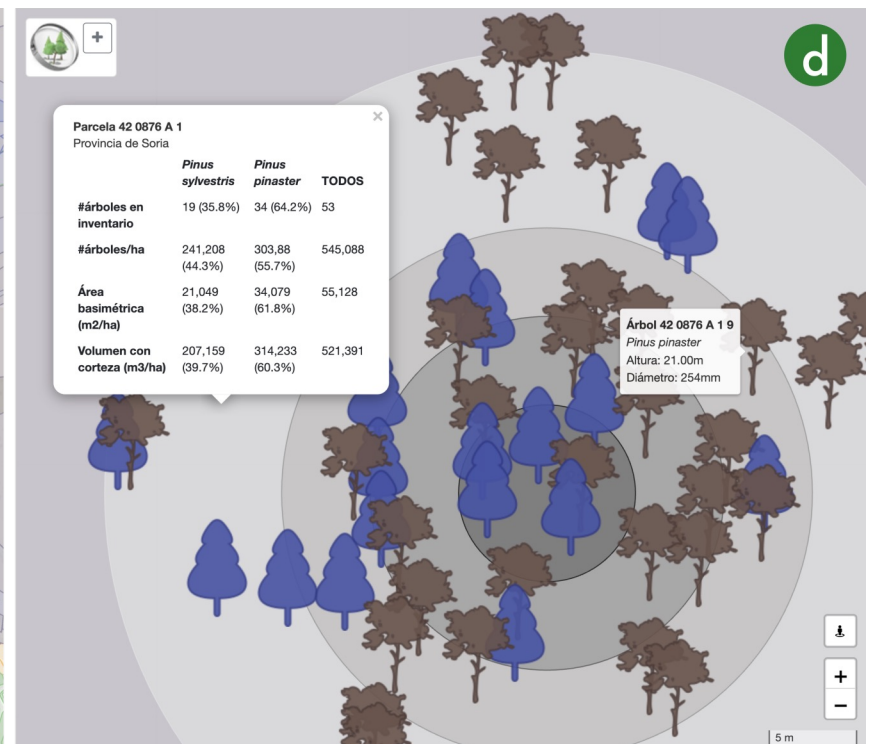 +
d
×
Parcela 42 0876 A 1
Provincia de Soria
Pinus sylvestris Pinus pinaster TODOS
#árboles en inventario 19 (35.8%) 34 (64.2%) 53
#árboles/ha 241,208 (44.3%) 303,88 (55.7%) 545,088
Área basimétrica (m2/ha) 21,049 (38.2%) 34,079 (61.8%) 55,128
Volumen con corteza (m3/ha) 207,159 (39.7%) 314,233 (60.3%) 521,391
Árbol 42 0876 A 1 9
Pinus pinaster
Altura: 21.00m
Diámetro: 254mm
+
−
5 m